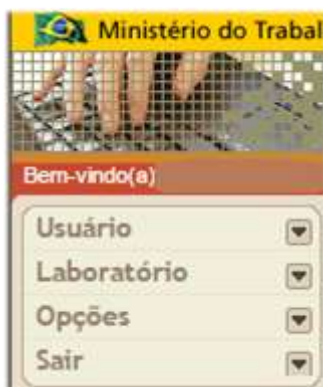 Ministério do Trabal
Bem-vindo(a)
Usuário
Laboratório
Opções
Sair